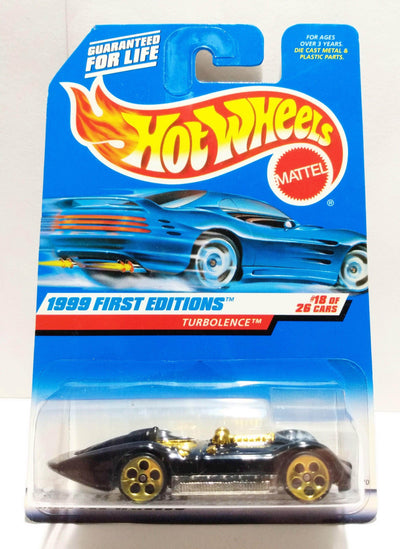 GUARANTEED
FOR LIFE
FOR AGES
OVER 3 YEARS.
DIE CAST METAL &
PLASTIC PARTS.
HOT WHEELS
MATTEL
®
1999 FIRST EDITIONS™
#18 OF
26 CARS
TURBOLENCE™